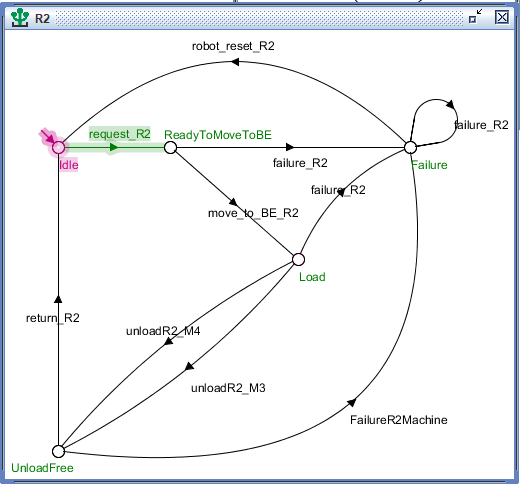 R2
robot_reset_R2
failure_R2
request_R2
ReadyToMoveToBE
Idle
failure_R2
Failure
failure_R2
move_to_BE_R2
Load
return_R2
unloadR2_M4
unloadR2_M3
FailureR2Machine
UnloadFree